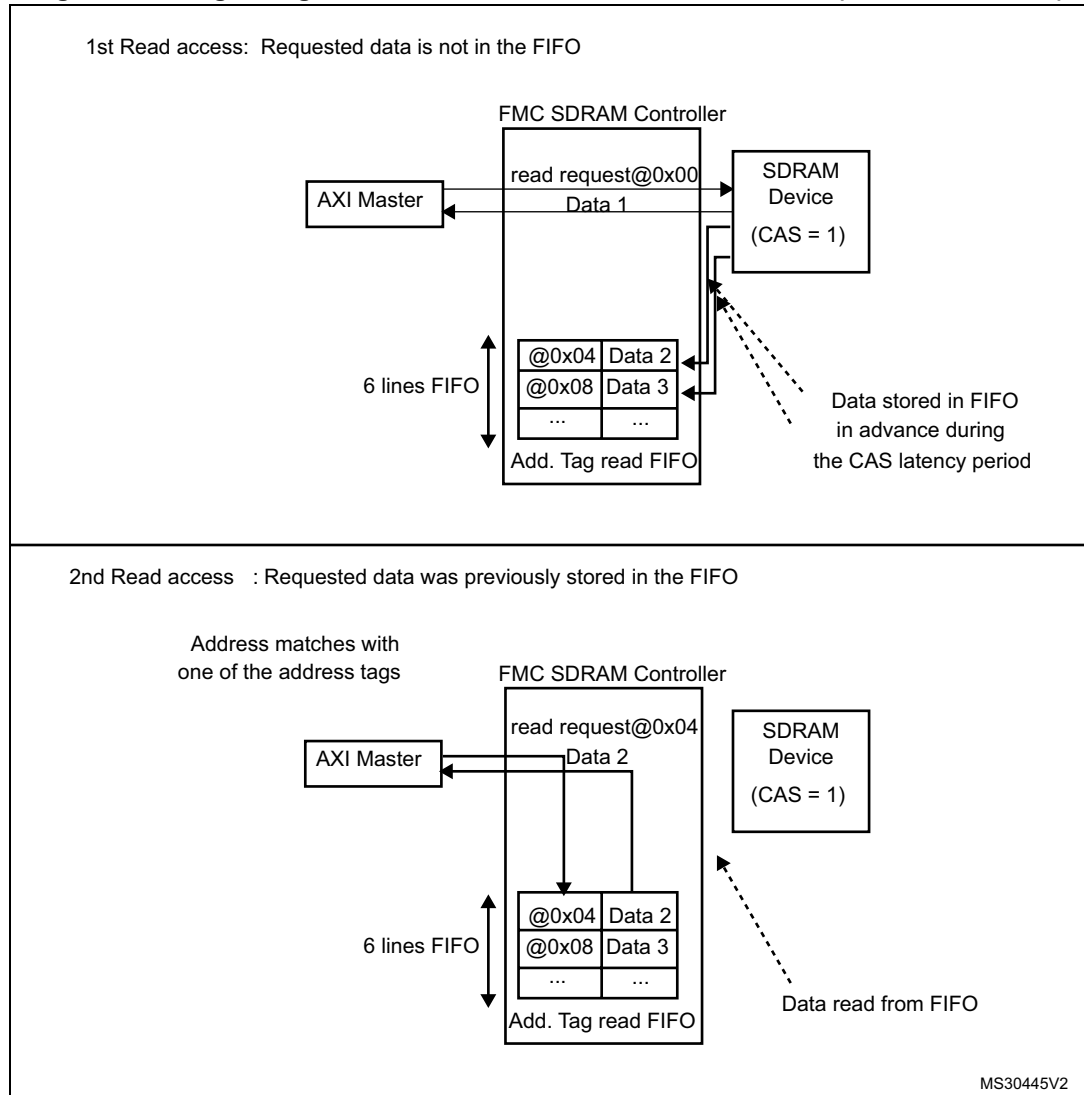 1st Read access: Requested data is not in the FIFO
FMC SDRAM Controller
read request@0x00
Data 1
AXI Master
SDRAM
Device
(CAS = 1)
6 lines FIFO
@0x04 Data 2
@0x08 Data 3
... ...
Add. Tag read FIFO
Data stored in FIFO
in advance during
the CAS latency period
2nd Read access : Requested data was previously stored in the FIFO
Address matches with
one of the address tags
FMC SDRAM Controller
read request@0x04
Data 2
AXI Master
SDRAM
Device
(CAS = 1)
6 lines FIFO
@0x04 Data 2
@0x08 Data 3
... ...
Add. Tag read FIFO
Data read from FIFO
MS30445V2